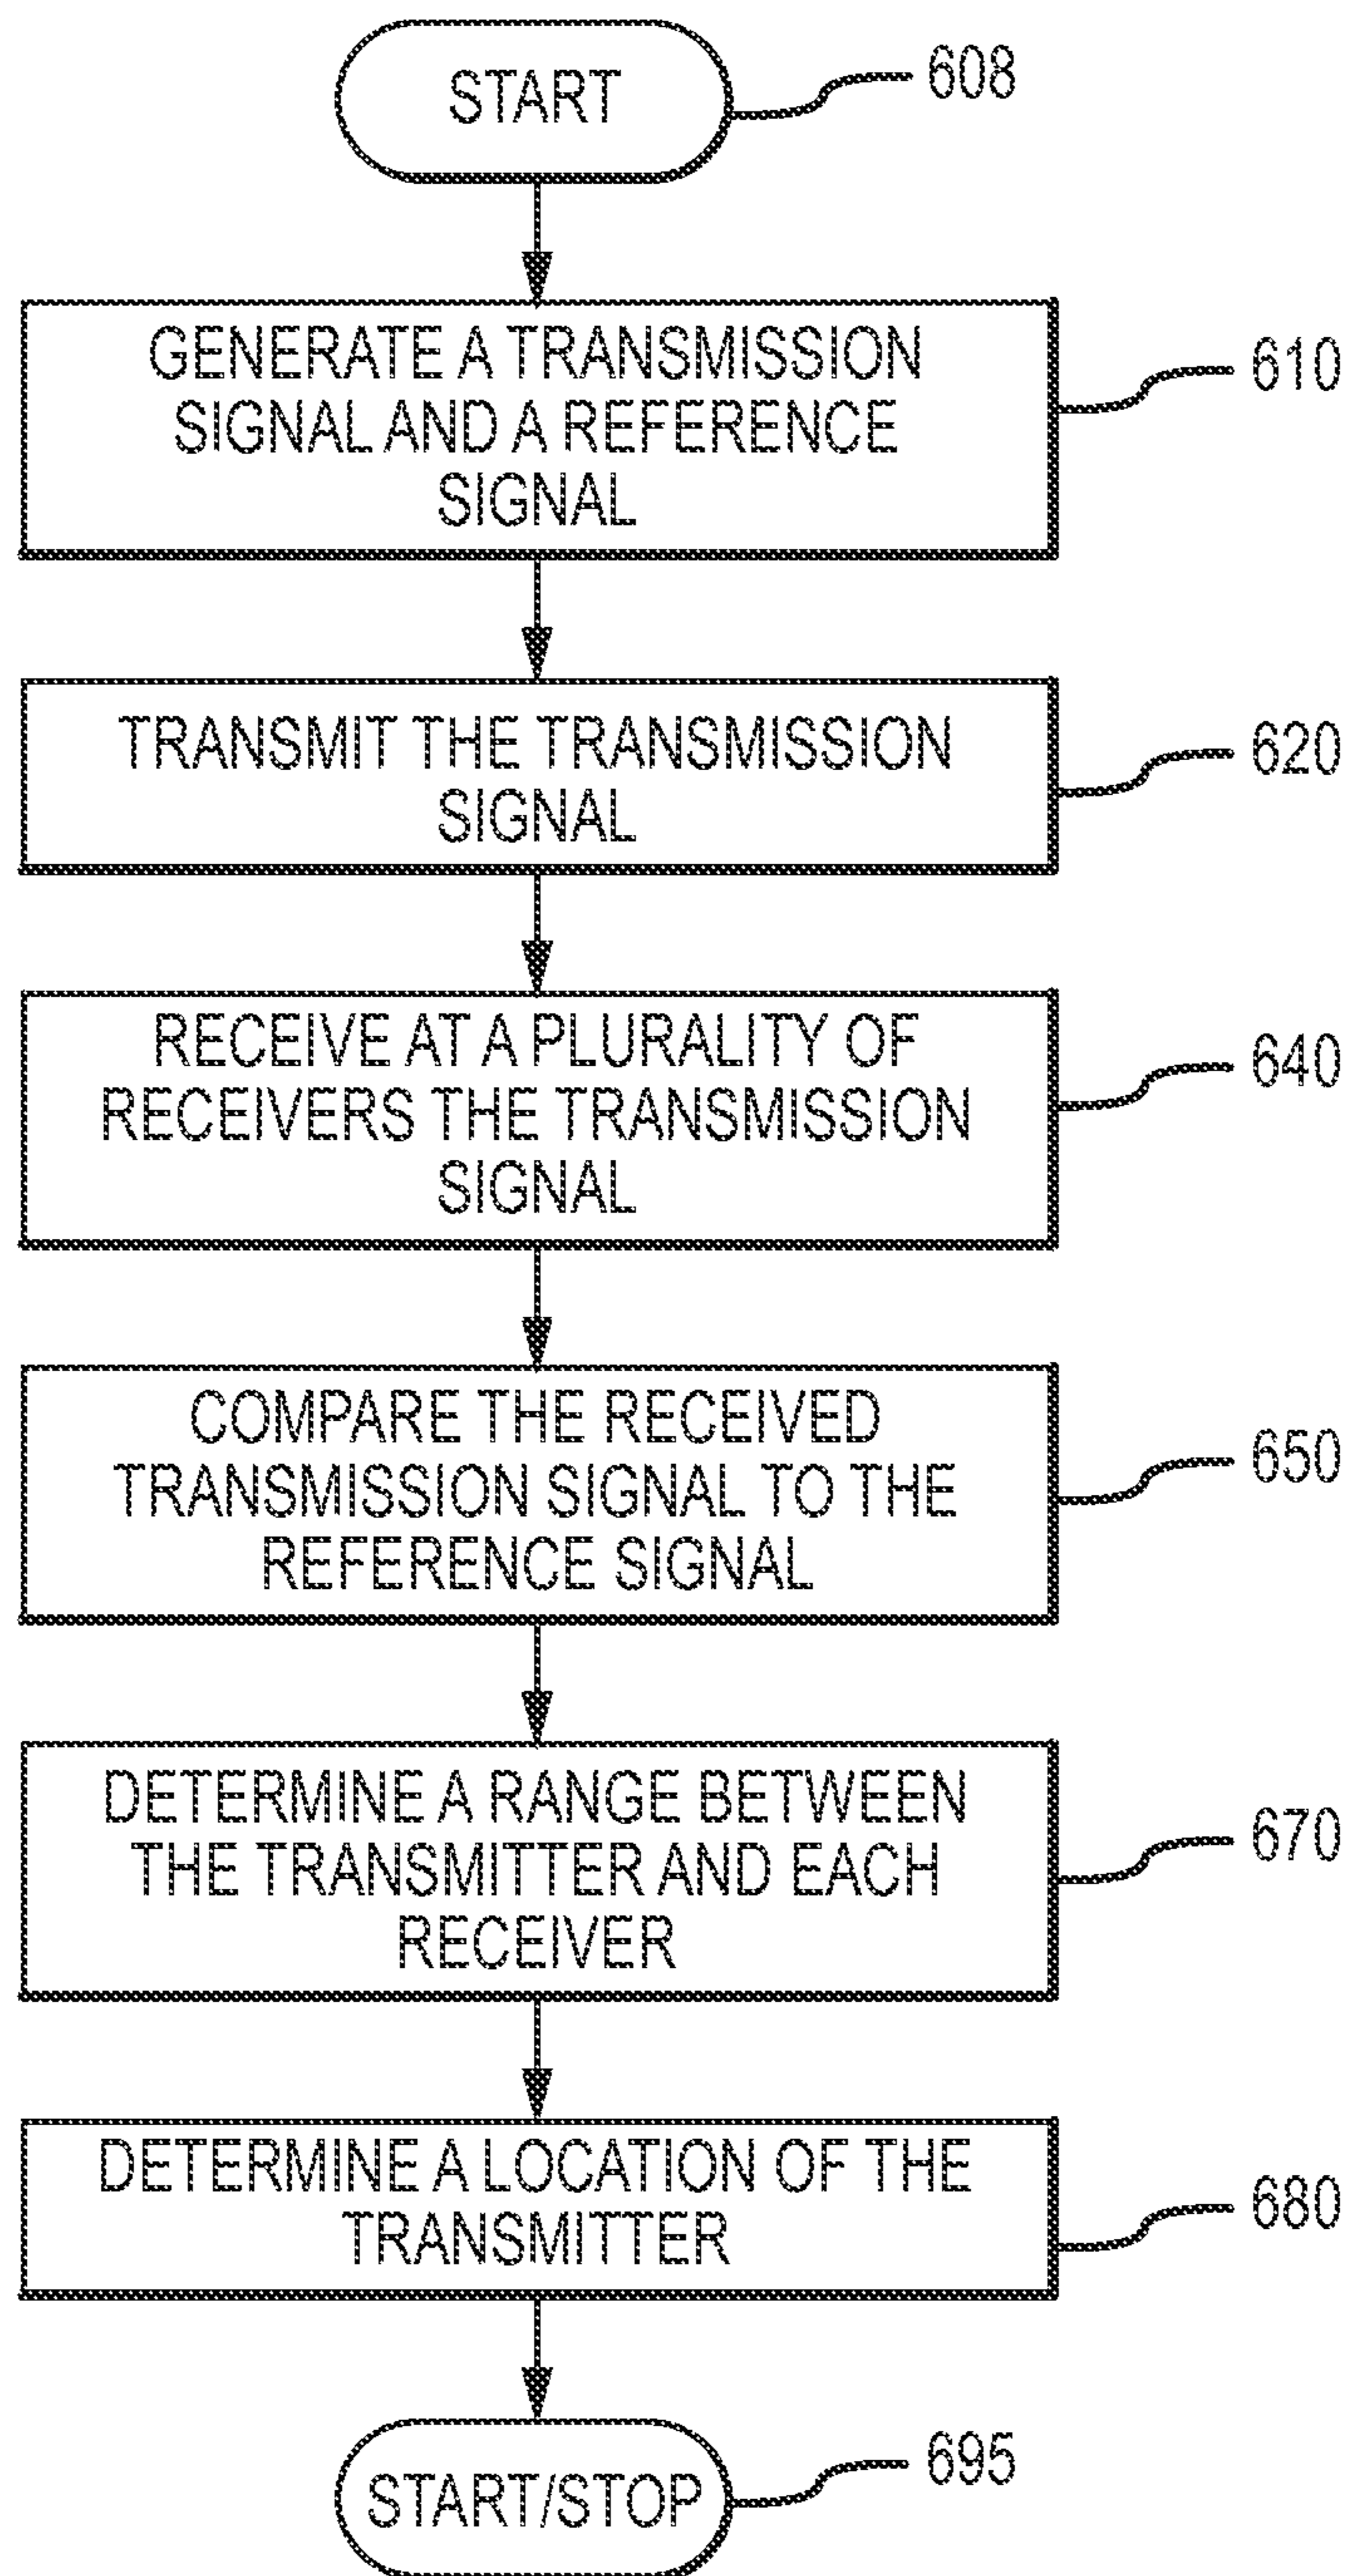 START
608
GENERATE A TRANSMISSION
SIGNAL AND A REFERENCE
SIGNAL
610
TRANSMIT THE TRANSMISSION
SIGNAL
620
RECEIVE AT A PLURALITY OF
RECEIVERS THE TRANSMISSION
SIGNAL
640
COMPARE THE RECEIVED
TRANSMISSION SIGNAL TO THE
REFERENCE SIGNAL
650
DETERMINE A RANGE BETWEEN
THE TRANSMITTER AND EACH
RECEIVER
670
DETERMINE A LOCATION OF THE
TRANSMITTER
680
START/STOP
695